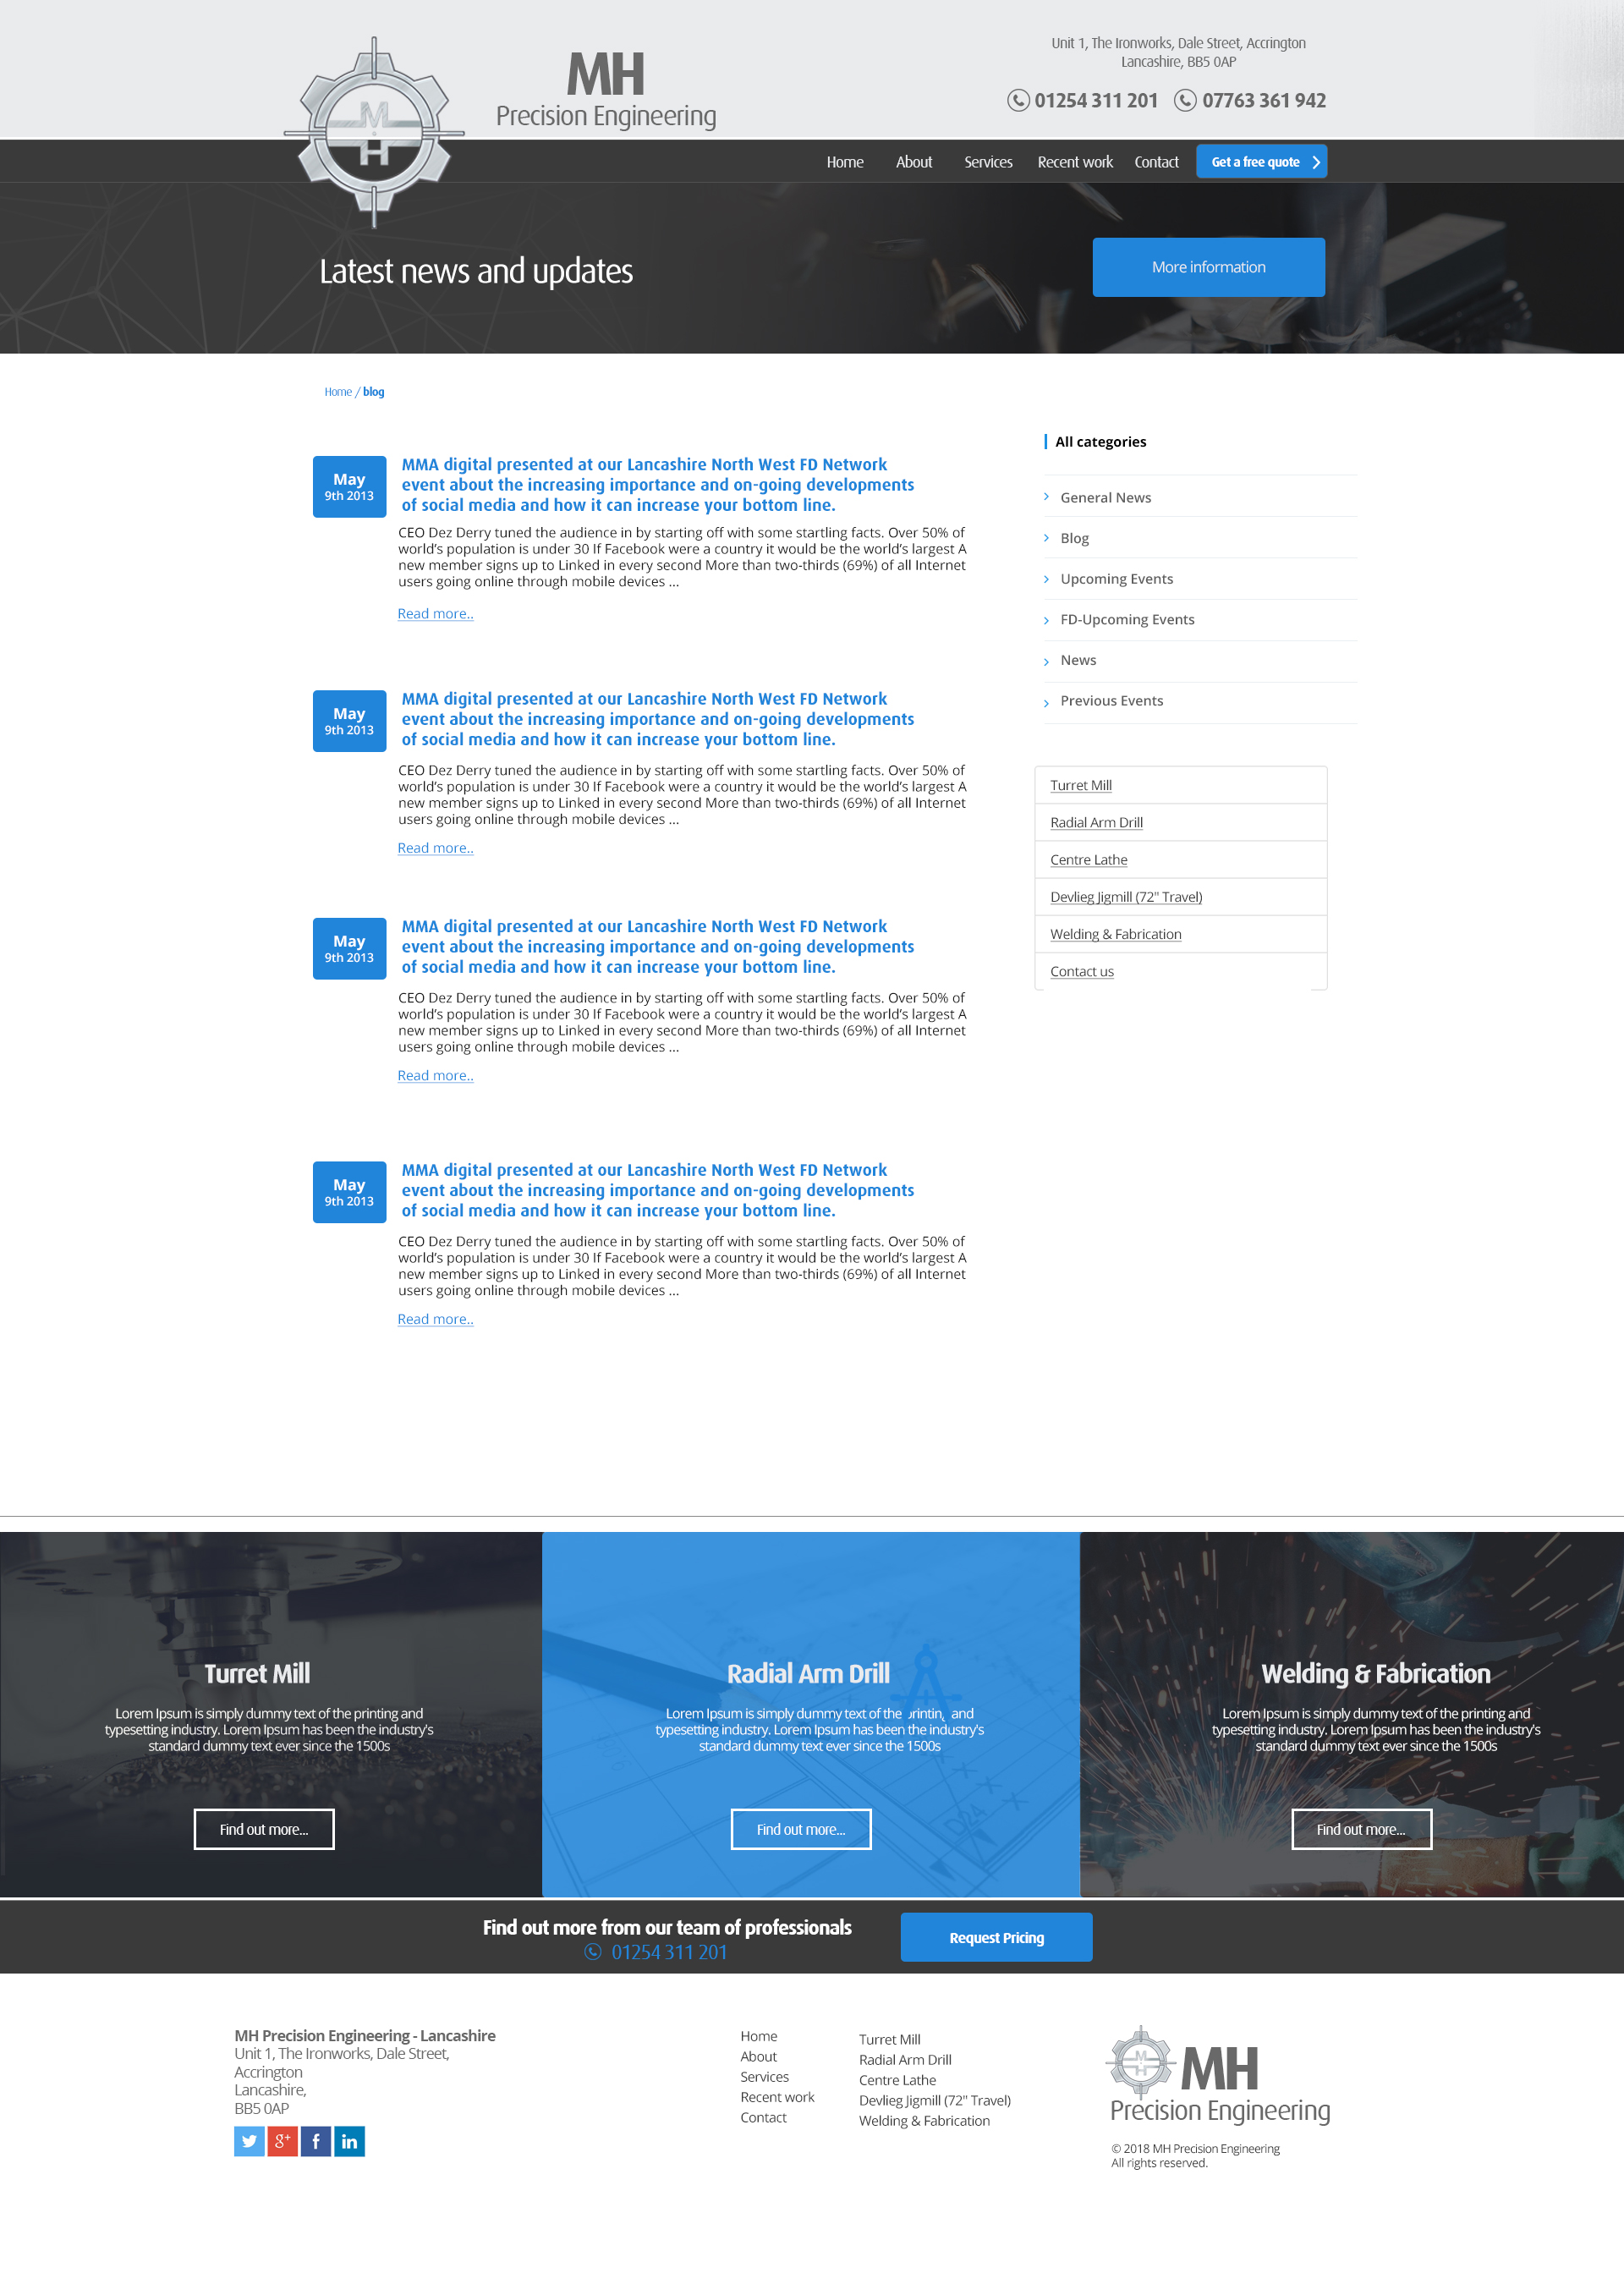 M
H
MH
Precision Engineering
Unit 1, The Ironworks, Dale Street, Accrington
Lancashire, BB5 0AP
01254 311 201 07763 361 942
Home About Services Recent work Contact Get a free quote
Latest news and updates
More information
Home / blog
May
9th 2013
MMA digital presented at our Lancashire North West FD Network
event about the increasing importance and on-going developments
of social media and how it can increase your bottom line.
CEO Dez Derry tuned the audience in by starting off with some startling facts. Over 50% of
world's population is under 30 If Facebook were a country it would be the world's largest A
new member signs up to Linked in every second More than two-thirds (69%) of all Internet
users going online through mobile devices ...
Read more..
May
9th 2013
MMA digital presented at our Lancashire North West FD Network
event about the increasing importance and on-going developments
of social media and how it can increase your bottom line.
CEO Dez Derry tuned the audience in by starting off with some startling facts. Over 50% of
world's population is under 30 If Facebook were a country it would be the world's largest A
new member signs up to Linked in every second More than two-thirds (69%) of all Internet
users going online through mobile devices ...
Read more..
May
9th 2013
MMA digital presented at our Lancashire North West FD Network
event about the increasing importance and on-going developments
of social media and how it can increase your bottom line.
CEO Dez Derry tuned the audience in by starting off with some startling facts. Over 50% of
world's population is under 30 If Facebook were a country it would be the world's largest A
new member signs up to Linked in every second More than two-thirds (69%) of all Internet
users going online through mobile devices ...
Read more..
May
9th 2013
MMA digital presented at our Lancashire North West FD Network
event about the increasing importance and on-going developments
of social media and how it can increase your bottom line.
CEO Dez Derry tuned the audience in by starting off with some startling facts. Over 50% of
world's population is under 30 If Facebook were a country it would be the world's largest A
new member signs up to Linked in every second More than two-thirds (69%) of all Internet
users going online through mobile devices ...
Read more..
All categories
General News
Blog
Upcoming Events
FD-Upcoming Events
News
Previous Events
Turret Mill
Radial Arm Drill
Centre Lathe
Devlieg Jigmill (72" Travel)
Welding & Fabrication
Contact us
Turret Mill
Lorem Ipsum is simply dummy text of the printing and
typesetting industry. Lorem Ipsum has been the industry's
standard dummy text ever since the 1500s
Find out more...
Radial Arm Drill
Lorem Ipsum is simply dummy text of the printing and
typesetting industry. Lorem Ipsum has been the industry's
standard dummy text ever since the 1500s
Find out more...
Welding & Fabrication
Lorem Ipsum is simply dummy text of the printing and
typesetting industry. Lorem Ipsum has been the industry's
standard dummy text ever since the 1500s
Find out more...
Find out more from our team of professionals
01254 311 201
Request Pricing
MH Precision Engineering - Lancashire
Unit 1, The Ironworks, Dale Street,
Accrington
Lancashire,
BB5 0AP
Home
About
Services
Recent work
Contact
Turret Mill
Radial Arm Drill
Centre Lathe
Devlieg Jigmill (72" Travel)
Welding & Fabrication
M
H
MH
Precision Engineering
© 2018 MH Precision Engineering
All rights reserved.